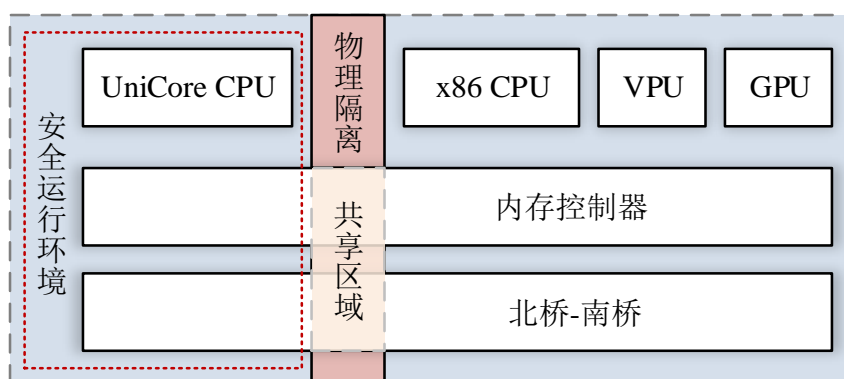 安全运行环境
UniCore CPU
物理隔离
x86 CPU
VPU
GPU
共享区域
内存控制器
北桥-南桥